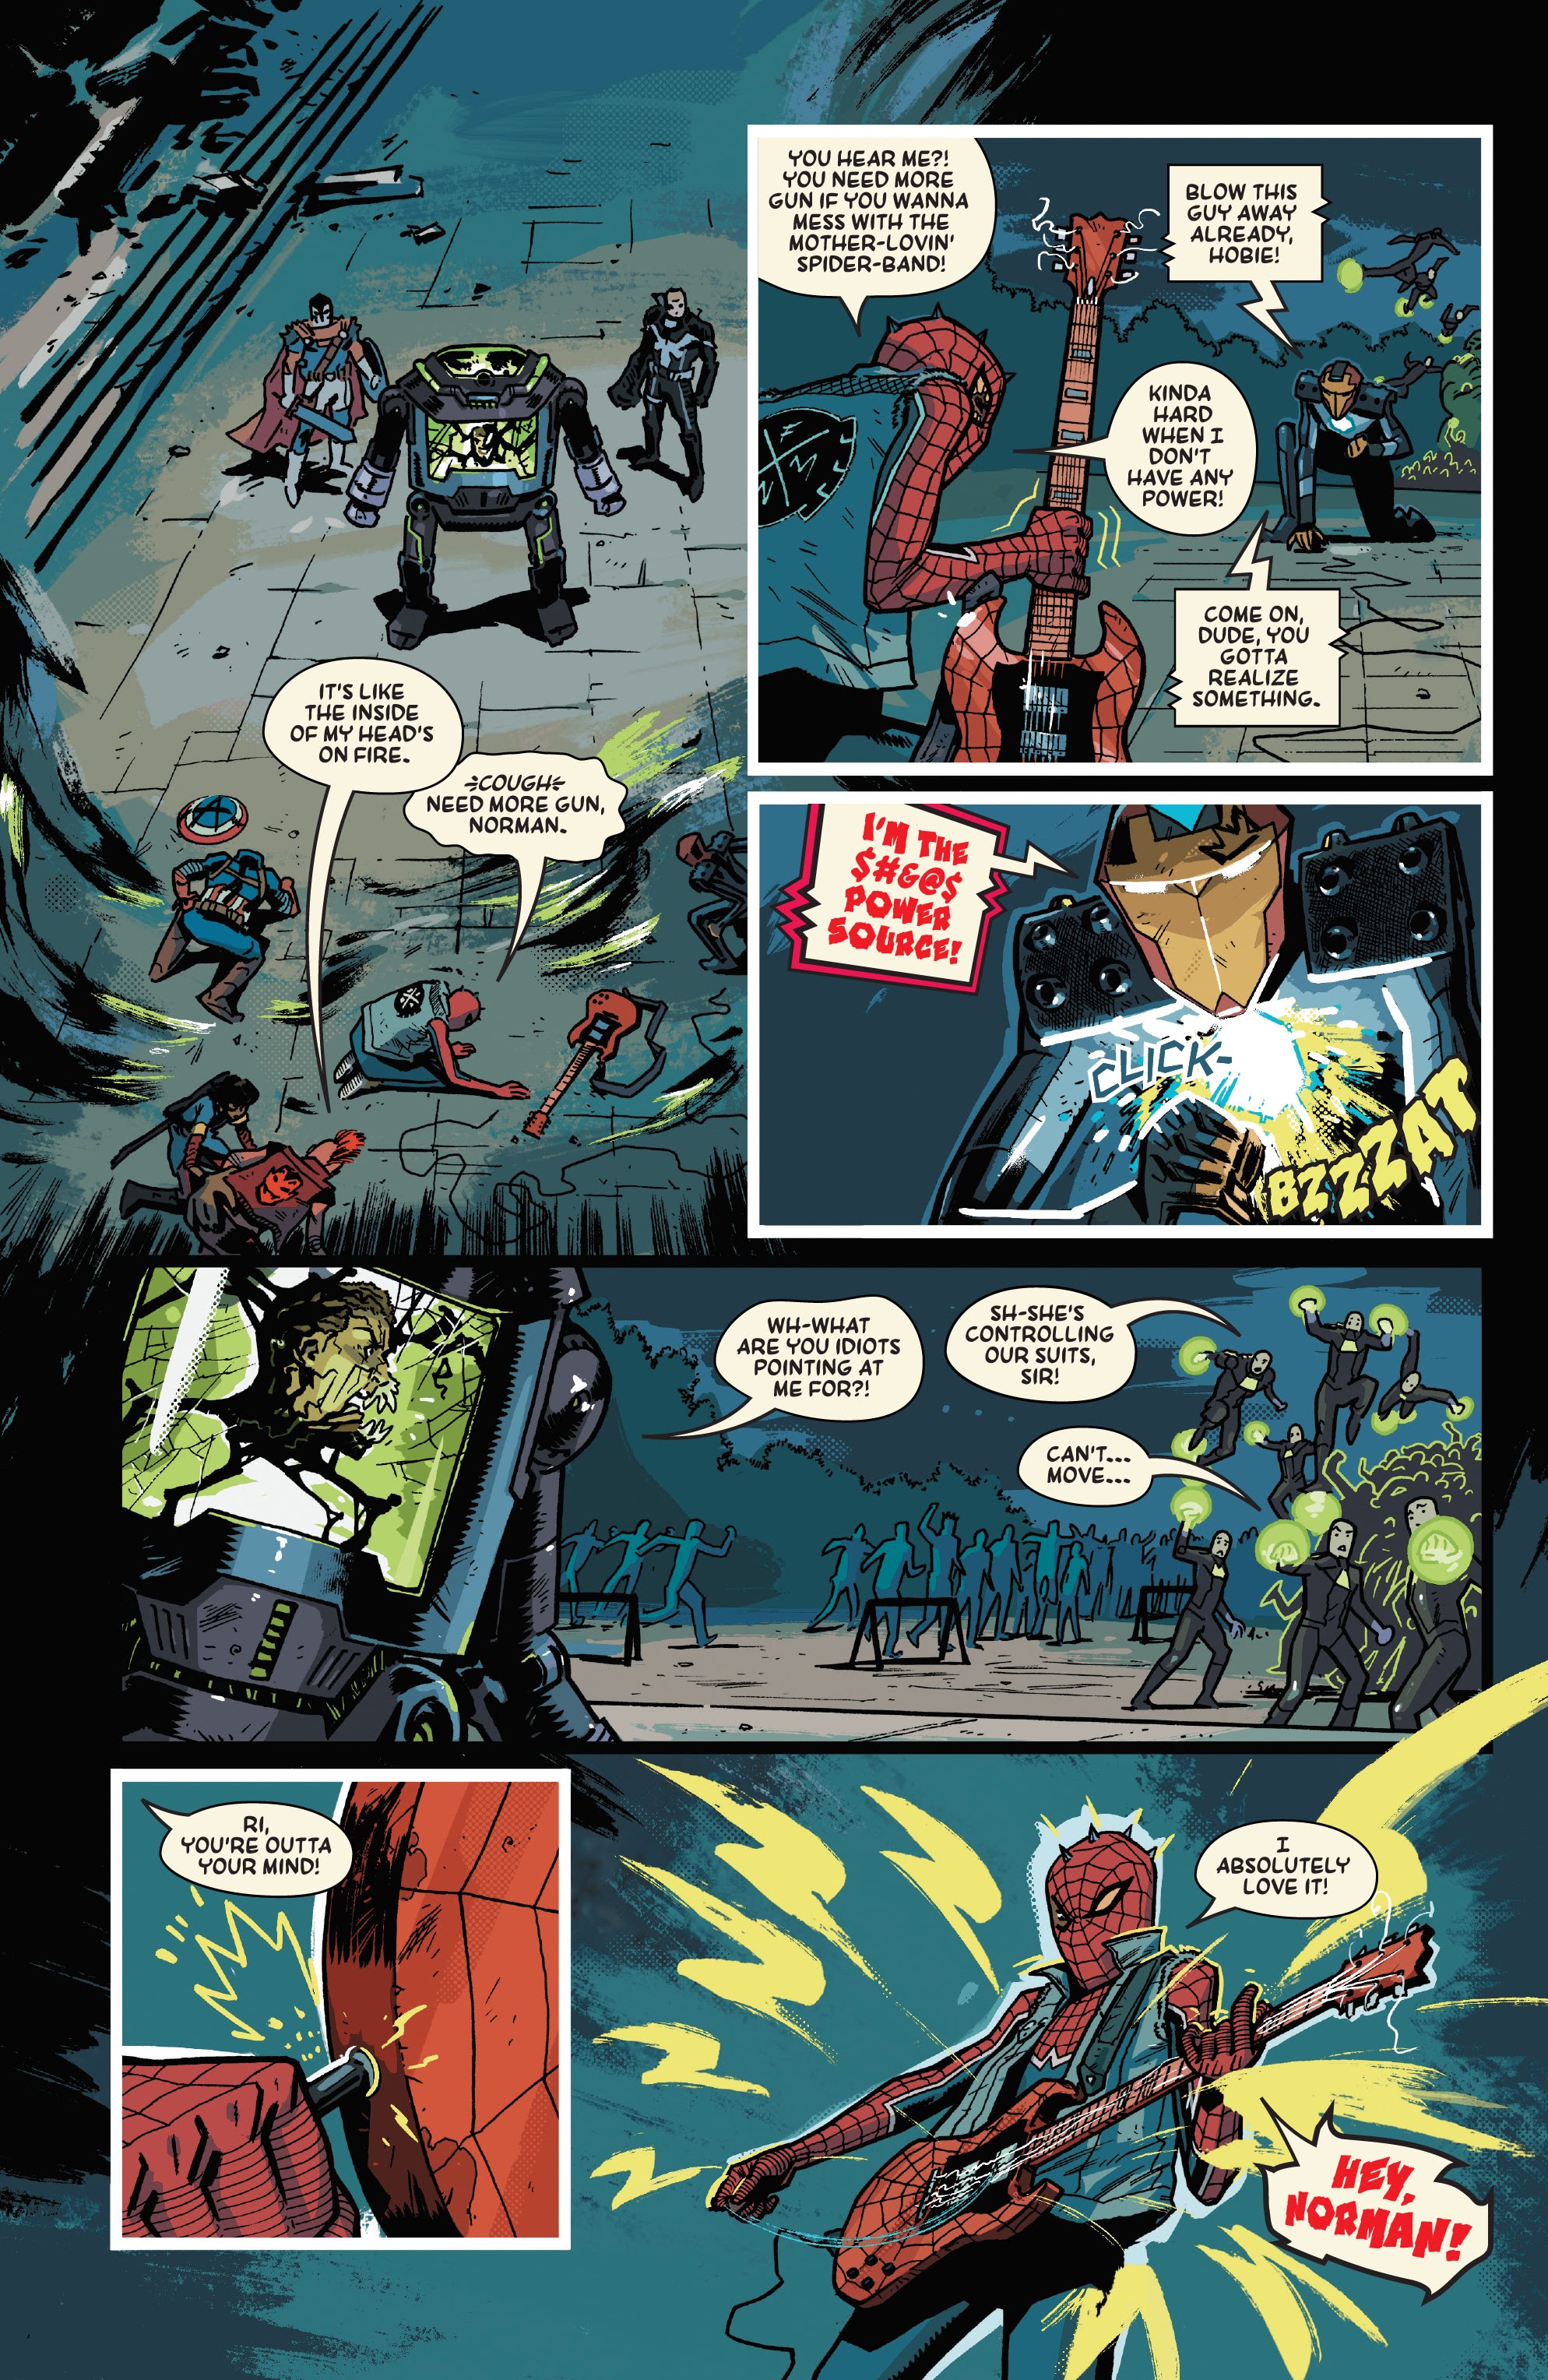 IT'S LIKE
THE INSIDE
OF MY HEAD'S
ON FIRE.
COUGH
NEED MORE GUN,
NORMAN.
YOU HEAR ME?!
YOU NEED MORE
GUN IF YOU WANNA
MESS WITH THE
MOTHER-LOVIN'
SPIDER-BAND!
BLOW THIS
GUY AWAY
ALREADY,
HOBIE!
KINDA
HARD
WHEN I
DON'T
HAVE ANY
POWER!
COME ON,
DUDE, YOU
GOTTA
REALIZE
SOMETHING.
I'M THE
$#&@$
POWER
SOURCE!
CLICK-
BZZZAT
WH-WHAT
ARE YOU IDIOTS
POINTING AT
ME FOR?!
SH-SHE'S
CONTROLLING
OUR SUITS,
SIR!
CAN'T...
MOVE...
RI,
YOU'RE OUTTA
YOUR MIND!
I
ABSOLUTELY
LOVE IT!
HEY,
NORMAN!